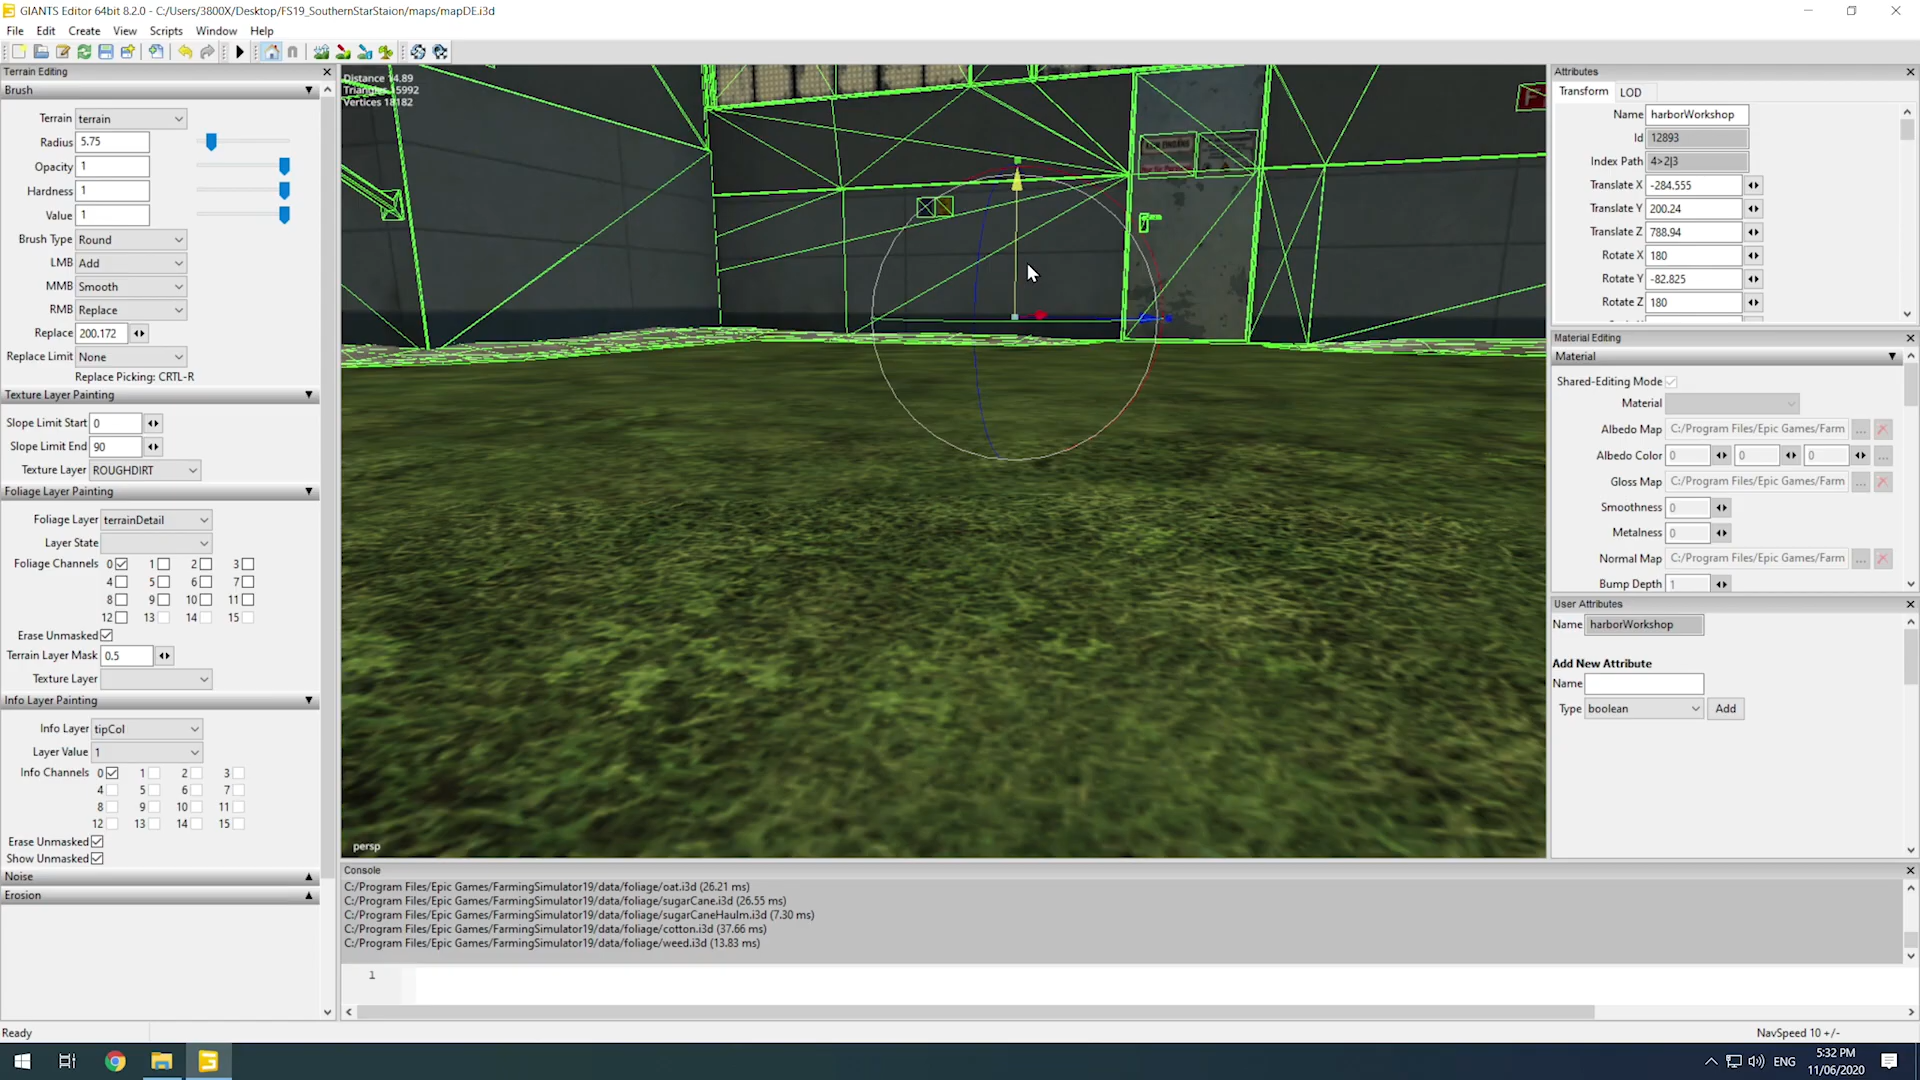 GIANTS Editor 64bit 8.2.0 - C:/Users/3800X/Desktop/FS19_SouthernStarStaion/maps/mapDE.i3d
File Edit Create View Scripts Window Help
Terrain Editing
Brush
Terrain terrain
Radius 5.75
Opacity 1
Hardness 1
Value 1
Brush Type Round
LMB Add
MMB Smooth
RMB Replace
Replace 200.172
Replace Limit None
Replace Picking: CRTL-R
Texture Layer Painting
Slope Limit Start 0
Slope Limit End 90
Texture Layer ROUGHDIRT
Foliage Layer Painting
Foliage Layer terrainDetail
Layer State
Foliage Channels 0 1 2 3
4 5 6 7
8 9 10 11
12 13 14 15
Erase Unmasked
Terrain Layer Mask 0.5
Texture Layer
Info Layer Painting
Info Layer tipCol
Layer Value 1
Info Channels 0 1 2 3
4 5 6 7
8 9 10 11
12 13 14 15
Erase Unmasked
Show Unmasked
Noise
Erosion
Distance 14.89
Vertices 18182
persp
Console
C:/Program Files/Epic Games/FarmingSimulator19/data/foliage/oat.i3d (26.21 ms)
C:/Program Files/Epic Games/FarmingSimulator19/data/foliage/sugarCane.i3d (26.55 ms)
C:/Program Files/Epic Games/FarmingSimulator19/data/foliage/sugarCaneHaulm.i3d (7.30 ms)
C:/Program Files/Epic Games/FarmingSimulator19/data/foliage/cotton.i3d (37.66 ms)
C:/Program Files/Epic Games/FarmingSimulator19/data/foliage/weed.i3d (13.83 ms)
1
Attributes
Transform LOD
Name harborWorkshop
Id 12893
Index Path 4>2|3
Translate X -284.555
Translate Y 200.24
Translate Z 788.94
Rotate X 180
Rotate Y -82.825
Rotate Z 180
Material Editing
Material
Shared-Editing Mode
Material
Albedo Map C:/Program Files/Epic Games/Farm ...
Albedo Color 0 0 0 ...
Gloss Map C:/Program Files/Epic Games/Farm ...
Smoothness 0
Metalness 0
Normal Map C:/Program Files/Epic Games/Farm ...
Bump Depth 1
User Attributes
Name harborWorkshop
Add New Attribute
Name
Type boolean Add
Ready
NavSpeed 10 +/-
ENG
5:32 PM
11/06/2020